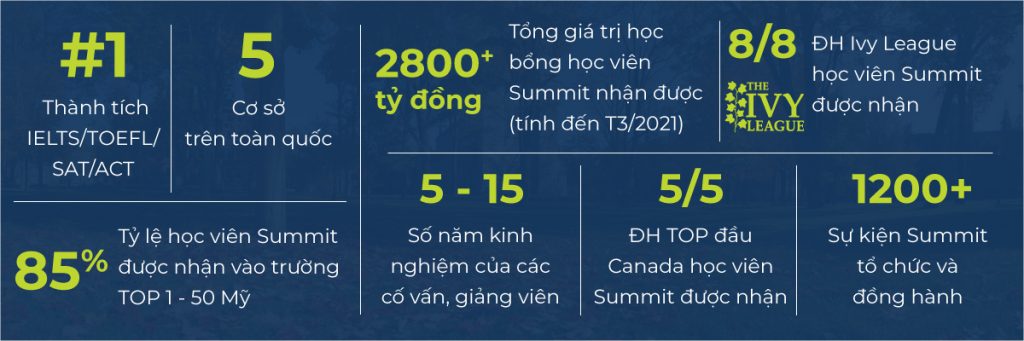 #1
Thành tích
IELTS/TOEFL/
SAT/ACT
5
Cơ sở
trên toàn quốc
85%
Tỷ lệ học viên Summit
được nhận vào trường
TOP 1 - 50 Mỹ
2800+
tỷ đồng
Tổng giá trị học
bổng học viên
Summit nhận được
(tính đến T3/2021)
8/8
THE
IVY
LEAGUE
ĐH Ivy League
học viên Summit
được nhận
5 - 15
Số năm kinh
nghiệm của các
cố vấn, giảng viên
5/5
ĐH TOP đầu
Canada học viên
Summit được nhận
1200+
Sự kiện Summit
tổ chức và
đồng hành